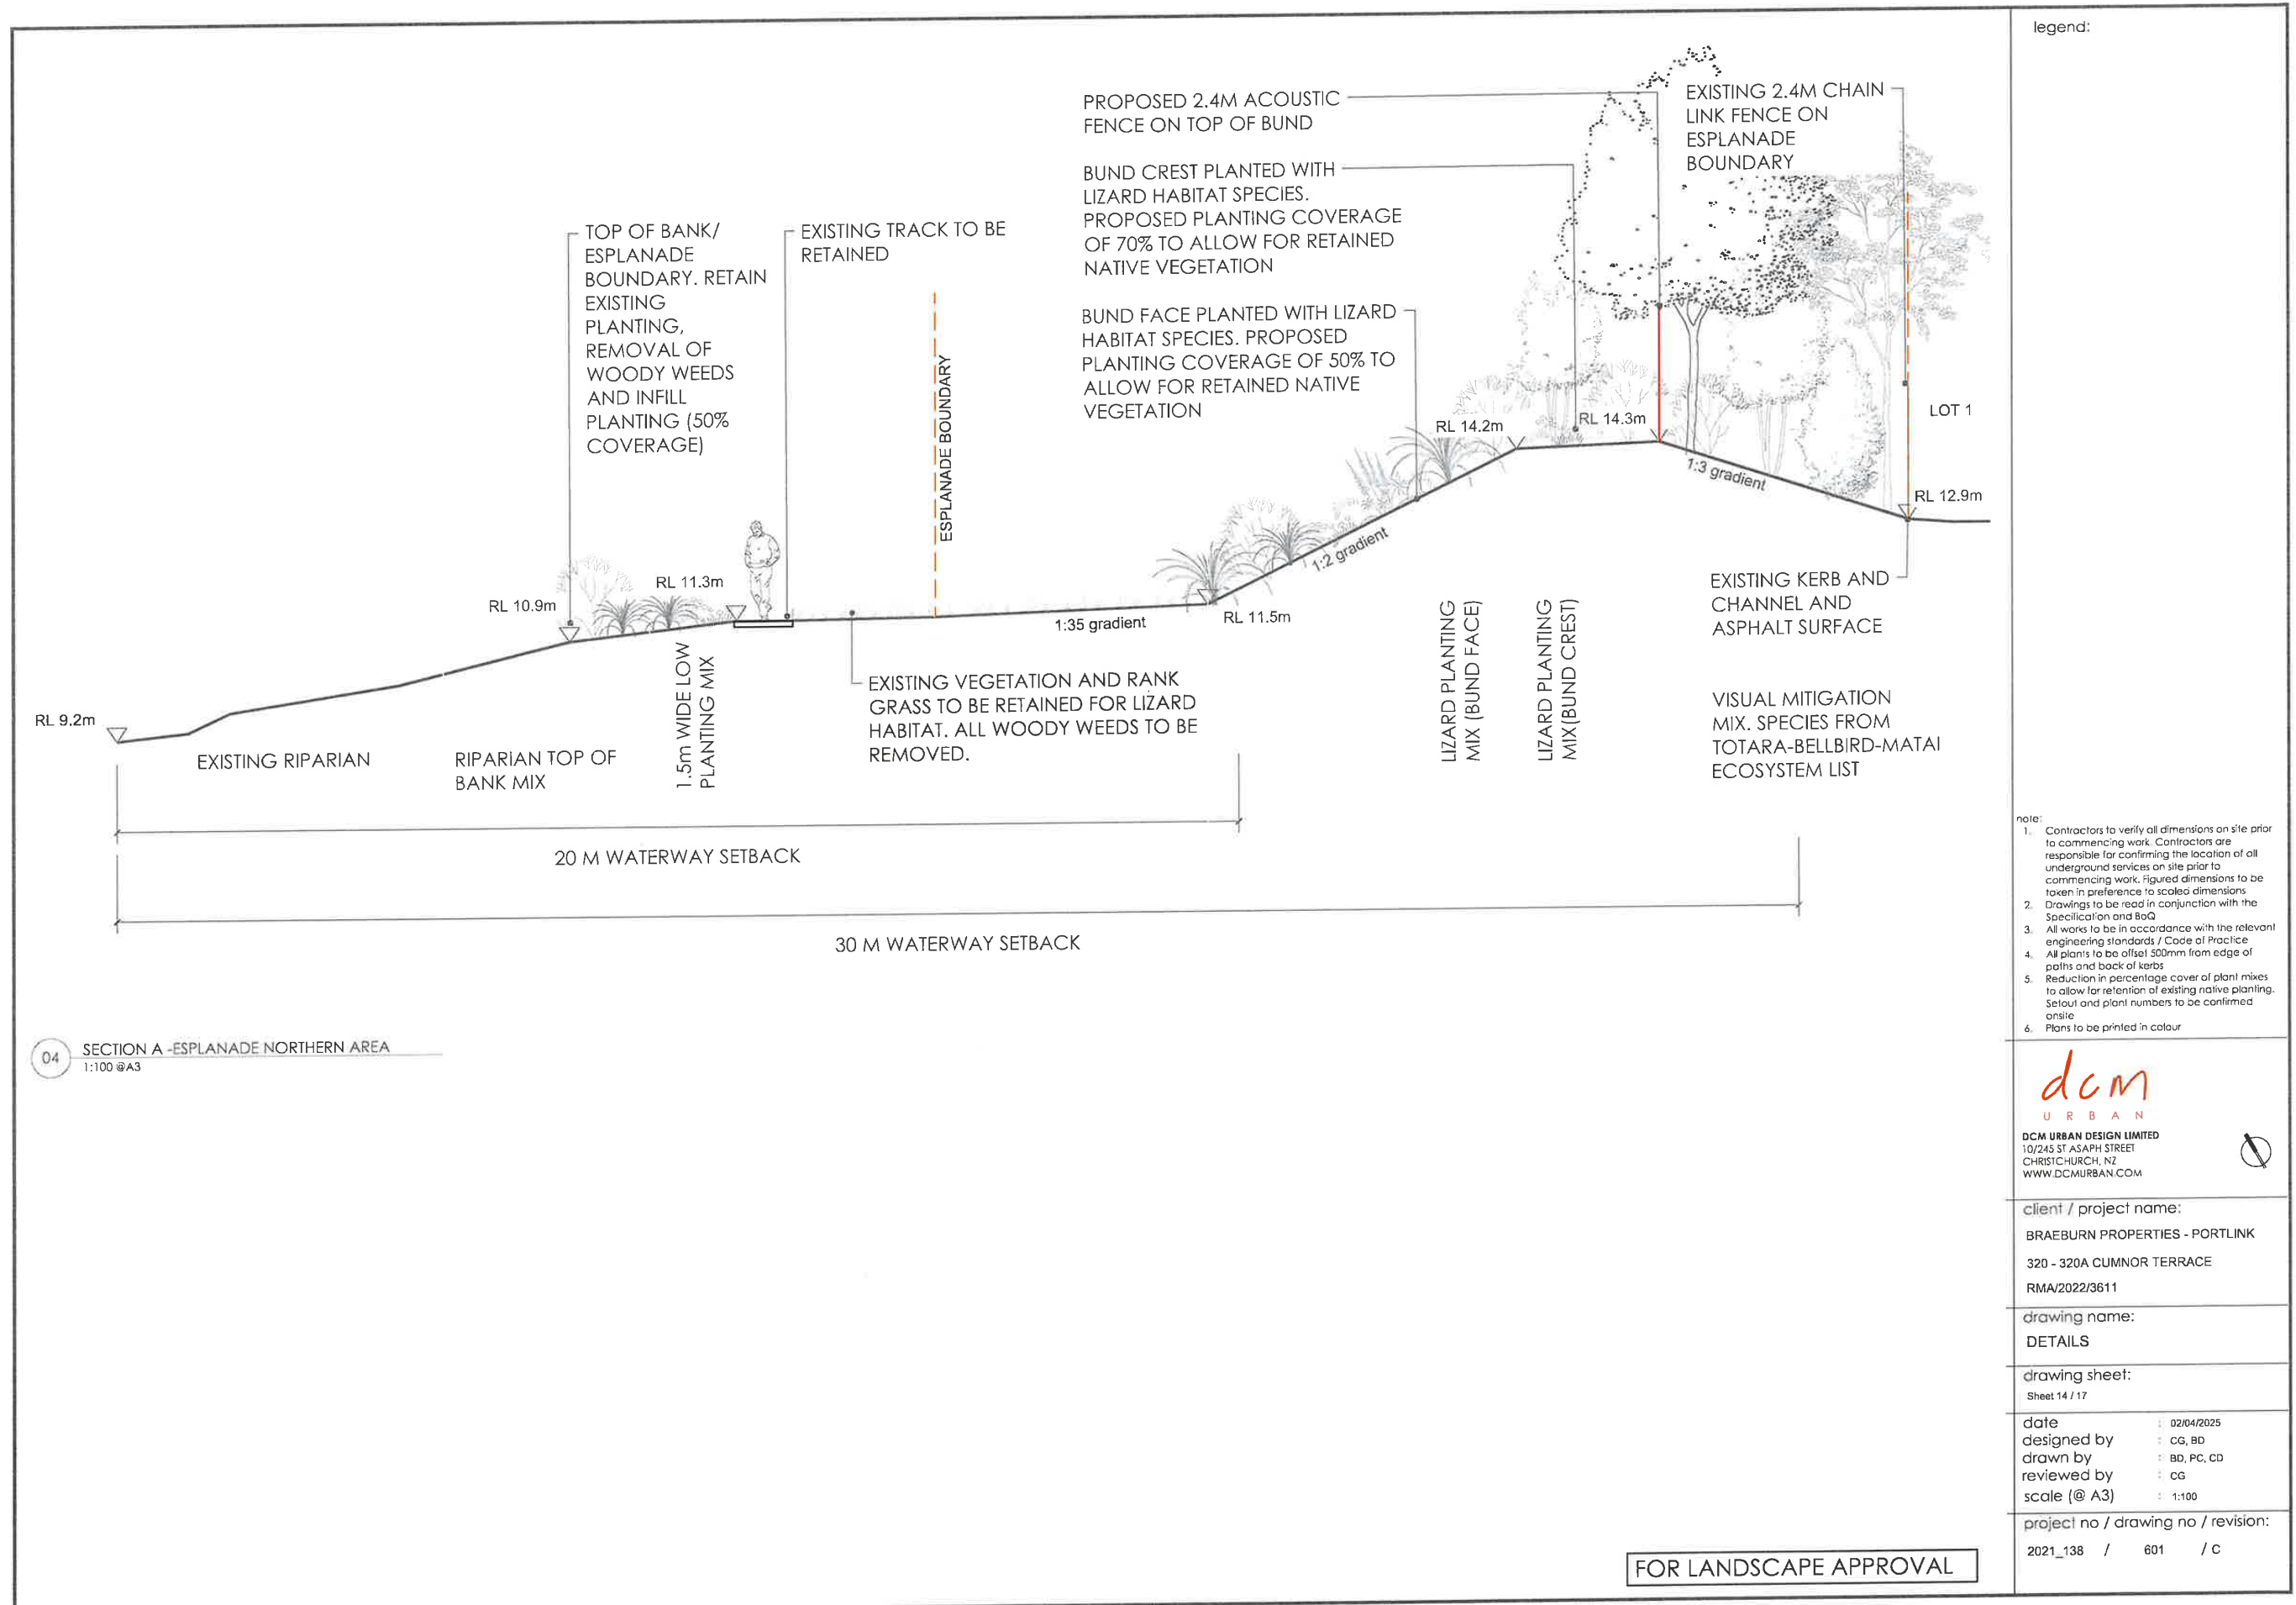 legend:
PROPOSED 2.4M ACOUSTIC
FENCE ON TOP OF BUND
EXISTING 2.4M CHAIN
LINK FENCE ON
ESPLANADE
BOUNDARY
BUND CREST PLANTED WITH
LIZARD HABITAT SPECIES.
PROPOSED PLANTING COVERAGE
OF 70% TO ALLOW FOR RETAINED
NATIVE VEGETATION
TOP OF BANK/
ESPLANADE
BOUNDARY. RETAIN
EXISTING
PLANTING,
REMOVAL OF
WOODY WEEDS
AND INFILL
PLANTING (50%
COVERAGE)
EXISTING TRACK TO BE
RETAINED
ESPLANADE BOUNDARY
BUND FACE PLANTED WITH LIZARD
HABITAT SPECIES. PROPOSED
PLANTING COVERAGE OF 50% TO
ALLOW FOR RETAINED NATIVE
VEGETATION
RL 14.2m
RL 14.3m
LOT 1
1:3 gradient
RL 12.9m
1:2 gradient
RL 11.3m
RL 10.9m
1:35 gradient
RL 11.5m
RL 9.2m
EXISTING RIPARIAN
RIPARIAN TOP OF
BANK MIX
1.5m WIDE LOW
PLANTING MIX
EXISTING VEGETATION AND RANK
GRASS TO BE RETAINED FOR LIZARD
HABITAT. ALL WOODY WEEDS TO BE
REMOVED.
LIZARD PLANTING
MIX (BUND FACE)
LIZARD PLANTING
MIX(BUND CREST)
EXISTING KERB AND
CHANNEL AND
ASPHALT SURFACE
VISUAL MITIGATION
MIX. SPECIES FROM
TOTARA-BELLBIRD-MATAI
ECOSYSTEM LIST
20 M WATERWAY SETBACK
30 M WATERWAY SETBACK
04
SECTION A -ESPLANADE NORTHERN AREA
1:100 @A3
note:
1. Contractors to verify all dimensions on site prior
to commencing work. Contractors are
responsible for confirming the location of all
underground services on site prior to
commencing work. Figured dimensions to be
taken in preference to scaled dimensions
2. Drawings to be read in conjunction with the
Specification and BoQ
3. All works to be in accordance with the relevant
engineering standards / Code of Practice
4. All plants to be offset 500mm from edge of
paths and back of kerbs
5. Reduction in percentage cover of plant mixes
to allow for retention of existing native planting.
Setout and plant numbers to be confirmed
onsite
6. Plans to be printed in colour
dcm
URBAN
DCM URBAN DESIGN LIMITED
10/245 ST ASAPH STREET
CHRISTCHURCH, NZ
WWW.DCMURBAN.COM
client / project name:
BRAEBURN PROPERTIES - PORTLINK
320 - 320A CUMNOR TERRACE
RMA/2022/3611
drawing name:
DETAILS
drawing sheet:
Sheet 14 / 17
date : 02/04/2025
designed by : CG, BD
drawn by : BD, PC, CD
reviewed by : CG
scale (@ A3) : 1:100
project no / drawing no / revision:
2021_138 / 601 / C
FOR LANDSCAPE APPROVAL